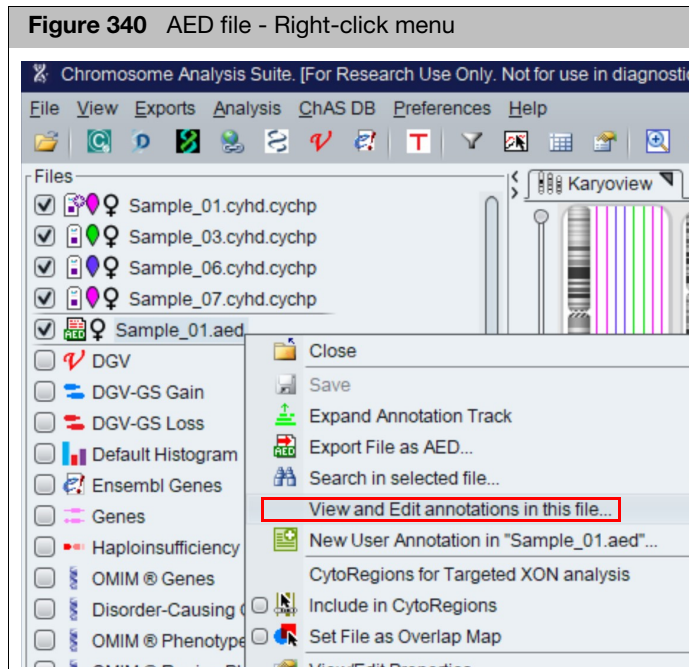 Figure 340 AED file - Right-click menu
Chromosome Analysis Suite. [For Research Use Only. Not for use in diagnosti
File View Exports Analysis ChAS DB Preferences Help
Files
Karyoview
Sample_01.cyhd.cychp
Sample_03.cyhd.cychp
Sample_06.cyhd.cychp
Sample_07.cyhd.cychp
Sample_01.aed
DGV
DGV-GS Gain
DGV-GS Loss
Default Histogram
Ensembl Genes
Genes
Haploinsufficiency
OMIM ® Genes
Disorder-Causing
OMIM ® Phenotype
Close
Save
Expand Annotation Track
Export File as AED...
Search in selected file...
View and Edit annotations in this file...
New User Annotation in "Sample_01.aed"...
CytoRegions for Targeted XON analysis
Include in CytoRegions
Set File as Overlap Map
View/Edit Properties